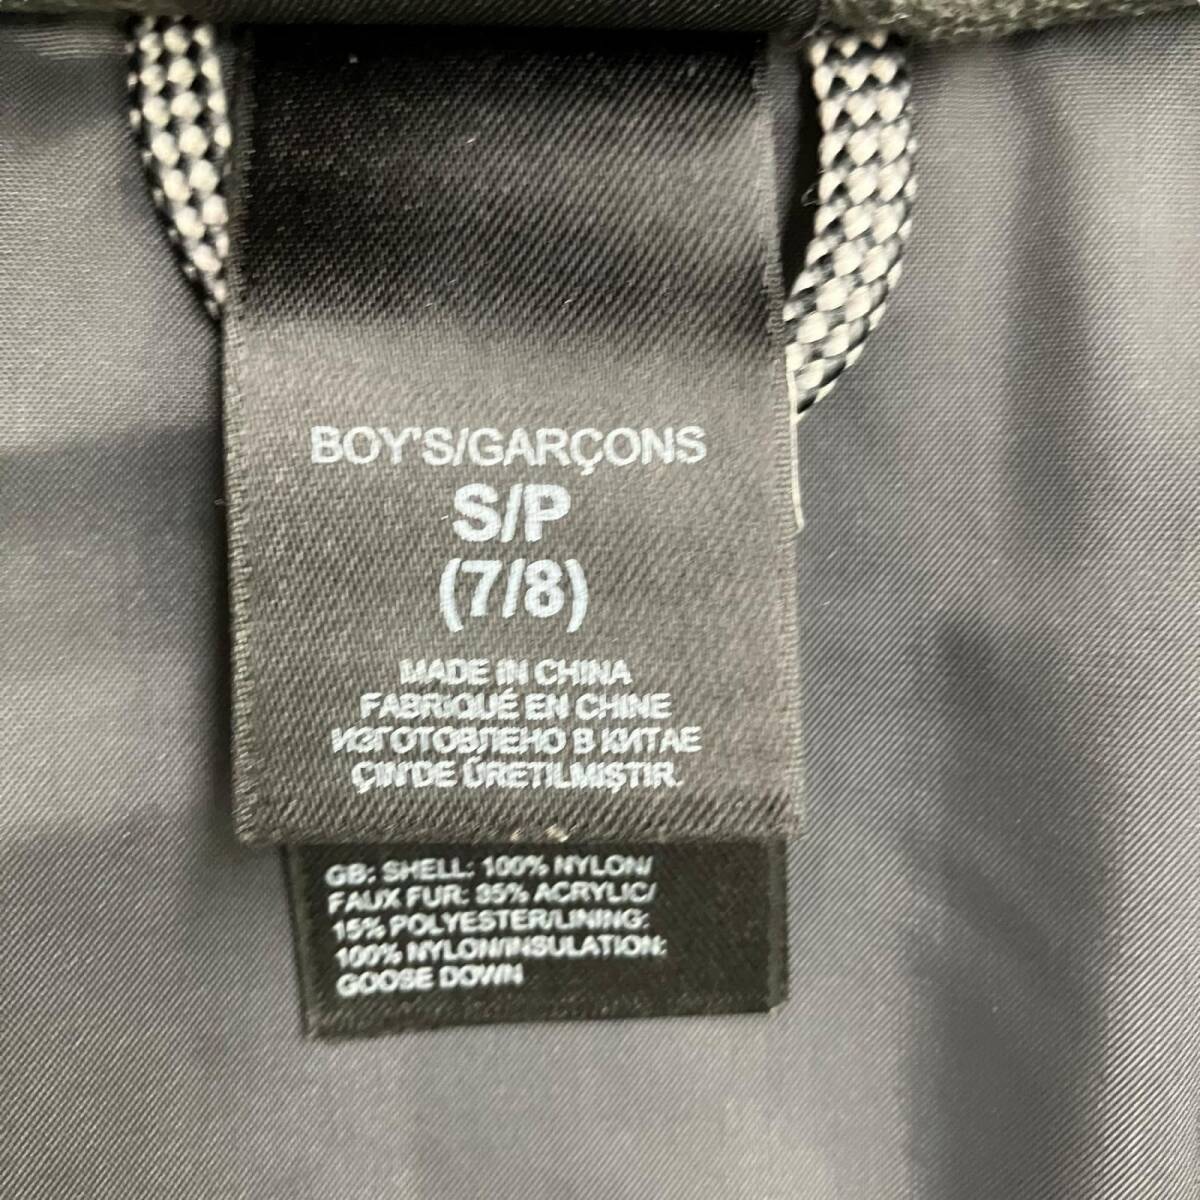 BOY'S/GARÇONS
S/P
(7/8)
MADE IN CHINA
FABRIQUÉ EN CHINE
ИЗГОТОВЛЕНО В КИТАЕ
ÇIN'DE ÜRETILMIŞTIR.
GB: SHELL: 100% NYLON/
FAUX FUR: 85% ACRYLIC/
15% POLYESTER/LINING:
100% NYLON/INSULATION:
GOOSE DOWN